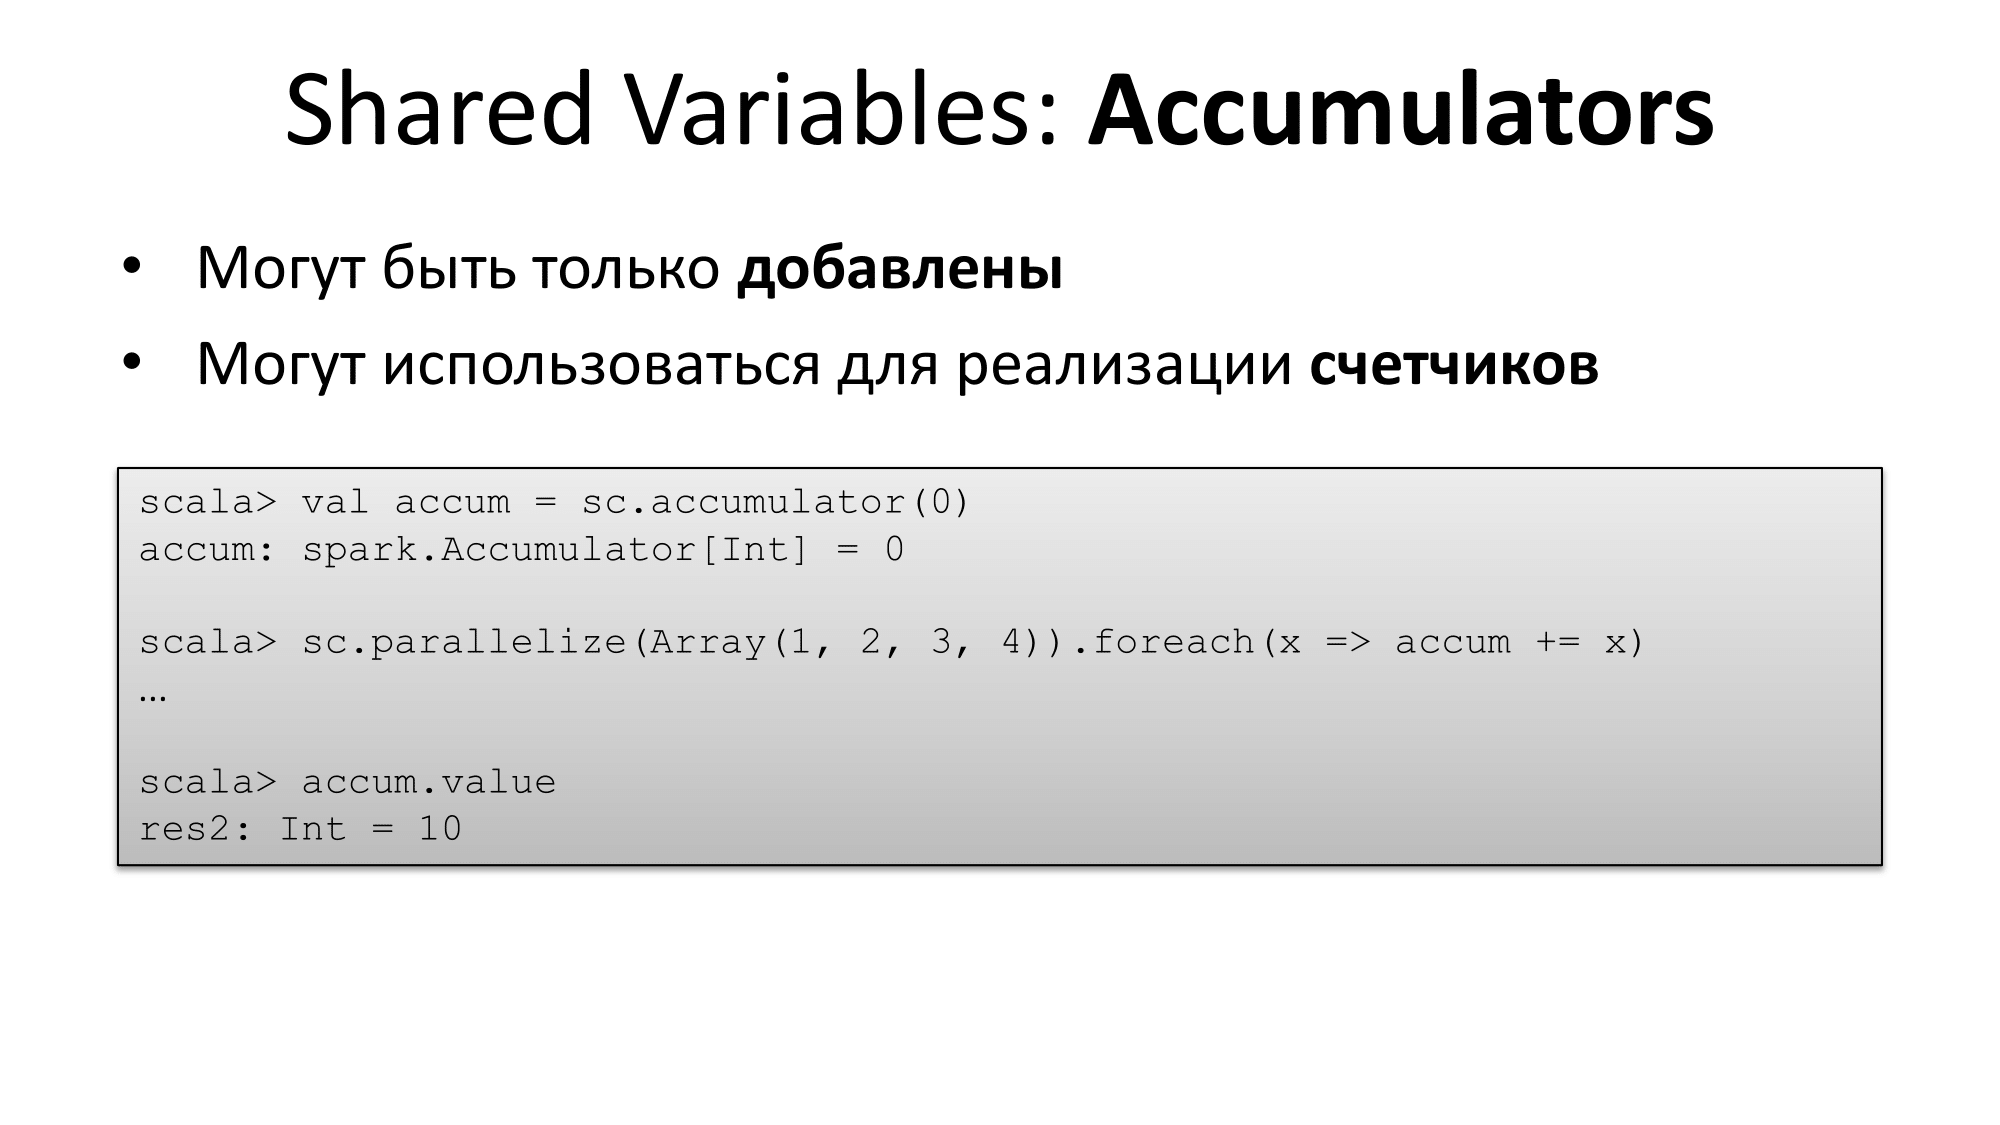 Shared Variables: Accumulators
• Могут быть только добавлены
• Могут использоваться для реализации счетчиков
scala> val accum = sc.accumulator(0)
accum: spark.Accumulator[Int] = 0
scala> sc.parallelize(Array(1, 2, 3, 4)).foreach(x => accum += x)
…
scala> accum.value
res2: Int = 10